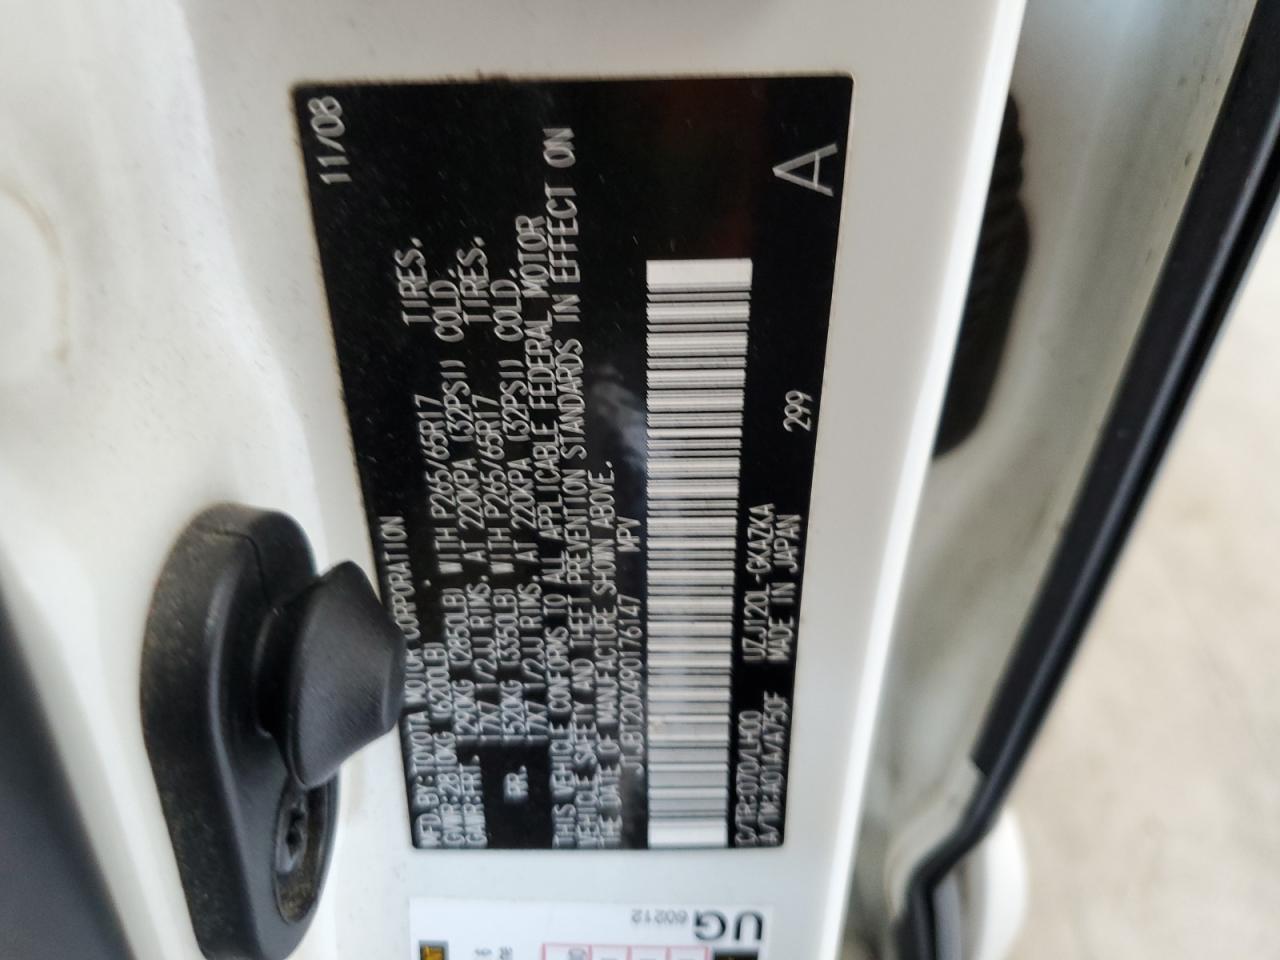 MFD. BY: TOYOTA MOTOR CORPORATION 11/08
GVWR: 2810KG (6200LB)
GAWR: FRT. 1290KG (2850LB) WITH P265/65R17 TIRES.
17X7 1/2JJ RIMS. AT 220KPA (32PSI) COLD.
RR. 1520KG (3350LB) WITH P265/65R17 TIRES.
17X7 1/2JJ RIMS. AT 220KPA (32PSI) COLD.
THIS VEHICLE CONFORMS TO ALL APPLICABLE FEDERAL MOTOR
VEHICLE SAFETY AND THEFT PREVENTION STANDARDS IN EFFECT ON
THE DATE OF MANUFACTURE SHOWN ABOVE.
JTJBT20X490176147 MPV
C/TR: 070/LH00 UZJ120L-GKAZKA
A/TM: A01A/A750F MADE IN JAPAN 299 A
UG
60212